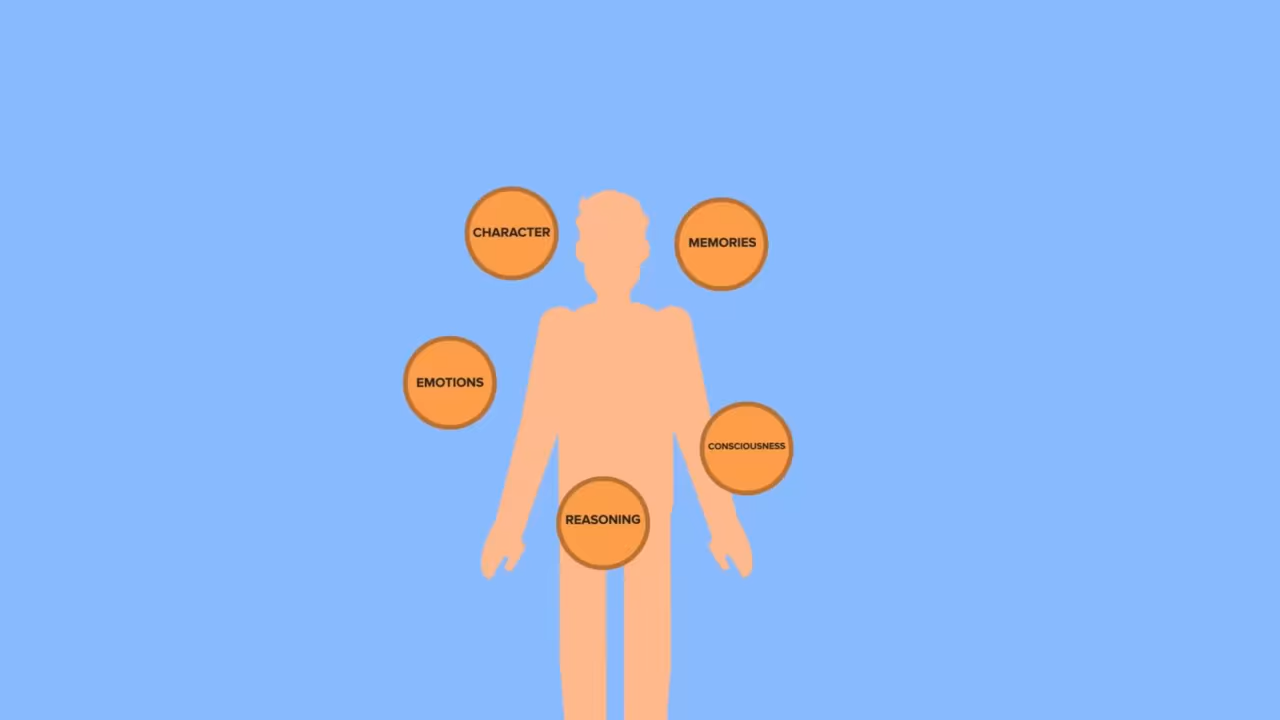 CHARACTER
MEMORIES
EMOTIONS
CONSCIOUSNESS
REASONING